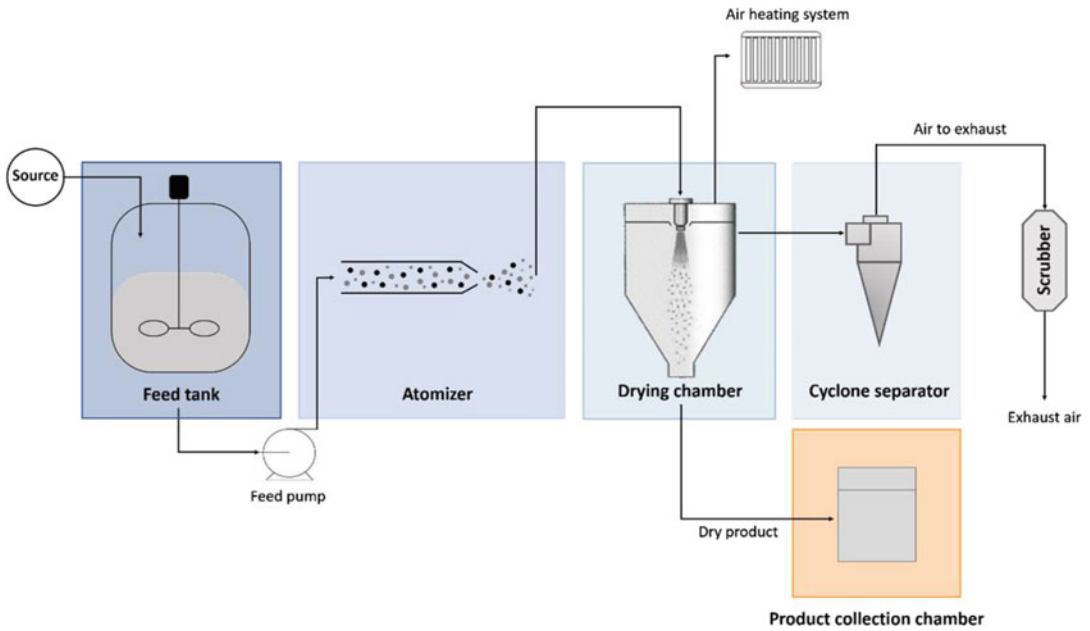 Air heating system
Air to exhaust
Source
Scrubber
Feed tank
Atomizer
Drying chamber
Cyclone separator
Exhaust air
Feed pump
Dry product
Product collection chamber